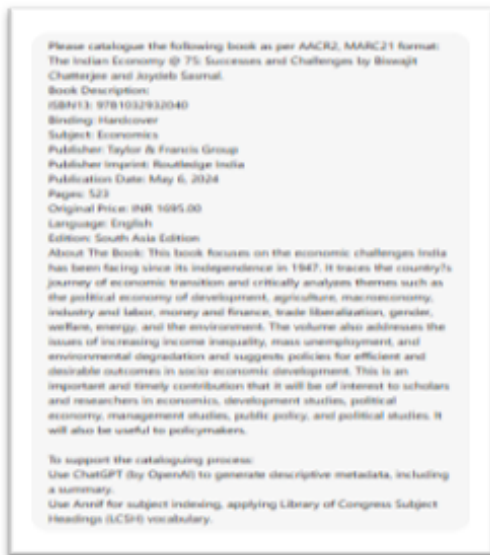 Please catalogue the following book as per AACR2, MARC21 format:
The Indian Economy @ 75: Successes and Challenges by Biswajit
Chatterjee and Joydeb Sasmal.
Book Description:
ISBN13: 9781032932040
Binding: Hardcover
Subject: Economics
Publisher: Taylor & Francis Group
Publisher Imprint: Routledge India
Publication Date: May 6, 2024
Pages: 523
Original Price: INR 1695.00
Language: English
Edition: South Asia Edition
About The Book: This book focuses on the economic challenges India
has been facing since its independence in 1947. It traces the country?s
journey of economic transition and critically analyzes themes such as
the political economy of development, agriculture, macroeconomy,
industry and labor, money and finance, trade liberalization, gender,
welfare, energy, and the environment. The volume also addresses the
issues of increasing income inequality, mass unemployment, and
environmental degradation and suggests policies for efficient and
desirable outcomes in socio economic development. This is an
important and timely contribution that it will be of interest to scholars
and researchers in economics, development studies, political
economy, management studies, public policy, and political studies. It
will also be useful to policymakers.
To support the cataloguing process:
Use ChatGPT (by OpenAI) to generate descriptive metadata, including
a summary.
Use Annif for subject indexing, applying Library of Congress Subject
Headings (LCSH) vocabulary.